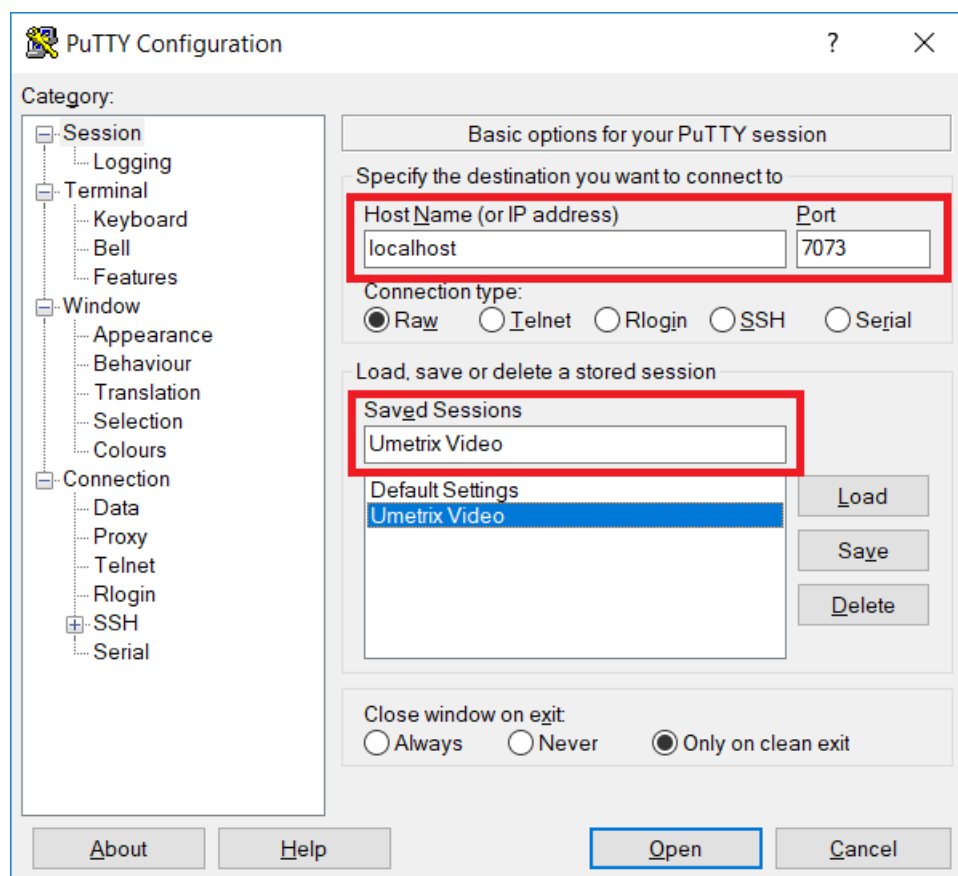 PuTTY Configuration
?
Category:
Session
Logging
Terminal
Keyboard
Bell
Features
Window
Appearance
Behaviour
Translation
Selection
Colours
Connection
Data
Proxy
Telnet
Rlogin
SSH
Serial
Basic options for your PuTTY session
Specify the destination you want to connect to
Host Name (or IP address) Port
localhost 7073
Connection type:
Raw Telnet Rlogin SSH Serial
Load, save or delete a stored session
Saved Sessions
Umetrix Video
Default Settings
Umetrix Video
Load
Save
Delete
Close window on exit:
Always Never Only on clean exit
About Help Open Cancel